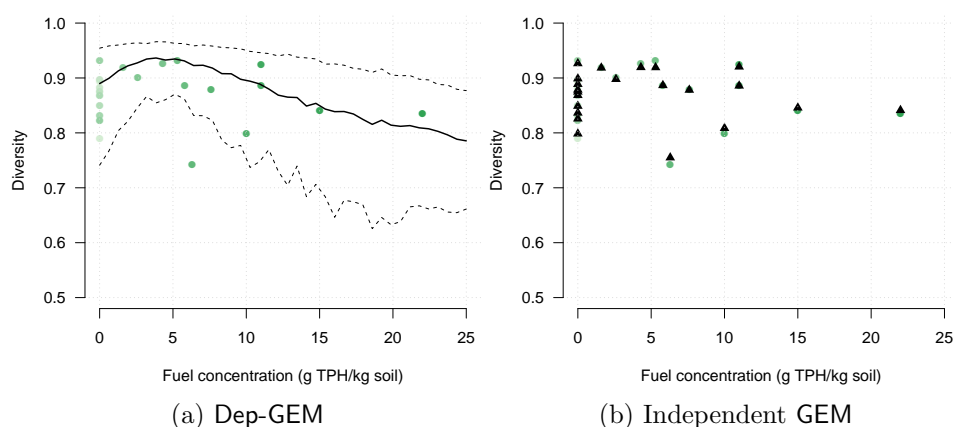 1.0
0.9
0.8
0.7
0.6
0.5
Diversity
0 5 10 15 20 25
Fuel concentration (g TPH/kg soil)
(a) Dep-GEM
1.0
0.9
0.8
0.7
0.6
0.5
Diversity
0 5 10 15 20 25
Fuel concentration (g TPH/kg soil)
(b) Independent GEM